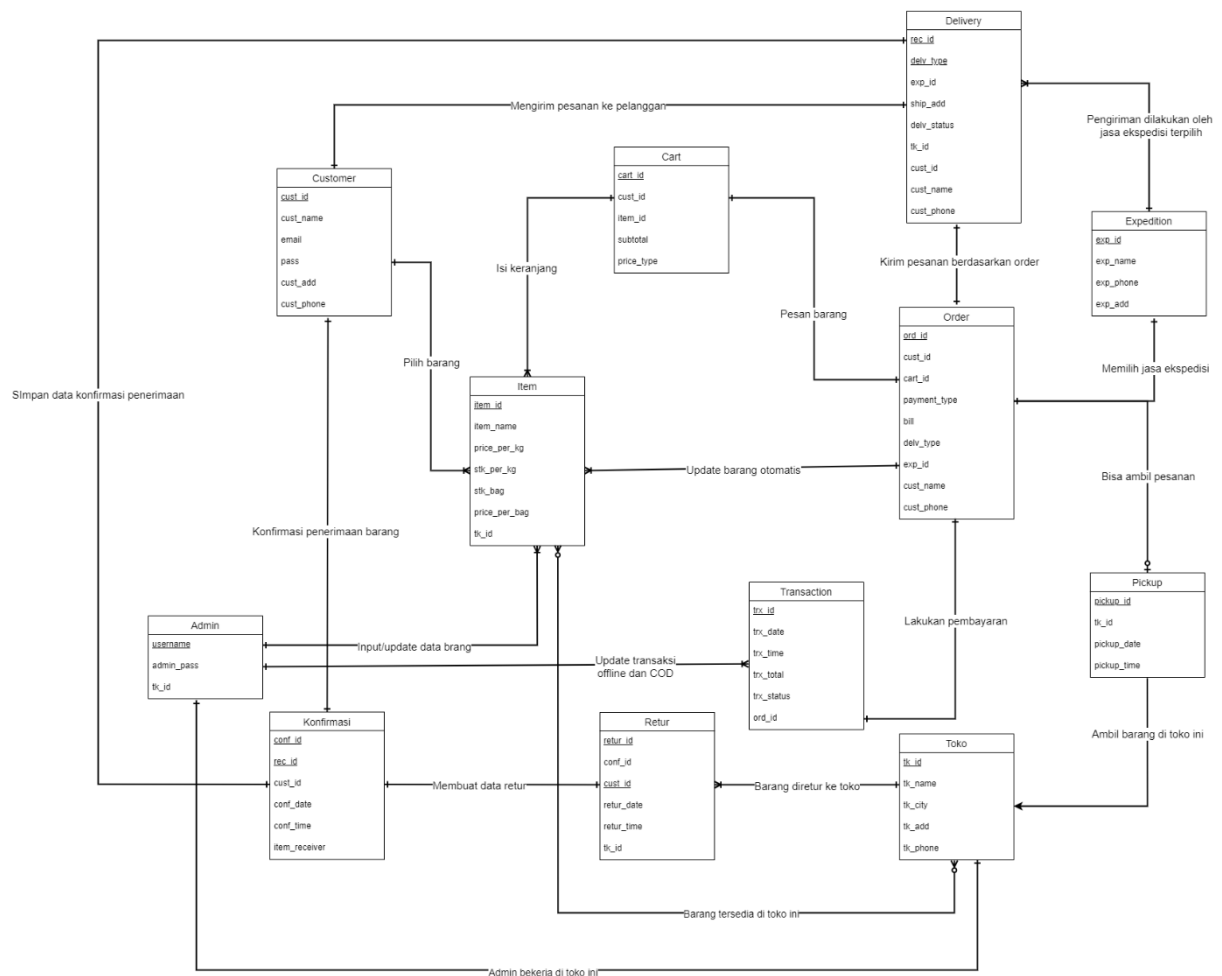 Delivery
rec_id
delv_type
exp_id
ship_add
delv_status
tk_id
cust_id
cust_name
cust_phone
Mengirim pesanan ke pelanggan
Pengiriman dilakukan oleh
jasa ekspedisi terpilih
Cart
cart_id
cust_id
item_id
subtotal
price_type
Customer
cust_id
cust_name
email
pass
cust_add
cust_phone
Expedition
exp_id
exp_name
exp_phone
exp_add
Isi keranjang
Kirim pesanan berdasarkan order
Pesan barang
Order
ord_id
cust_id
cart_id
payment_type
bill
delv_type
exp_id
cust_name
cust_phone
Pilih barang
Memilih jasa ekspedisi
SImpan data konfirmasi penerimaan
Item
item_id
item_name
price_per_kg
stk_per_kg
stk_bag
price_per_bag
tk_id
Update barang otomatis
Bisa ambil pesanan
Konfirmasi penerimaan barang
Pickup
pickup_id
tk_id
pickup_date
pickup_time
Transaction
trx_id
trx_date
trx_time
trx_total
trx_status
ord_id
Lakukan pembayaran
Admin
username
admin_pass
tk_id
Input/update data brang
Update transaksi
offline dan COD
Konfirmasi
conf_id
rec_id
cust_id
conf_date
conf_time
item_receiver
Retur
retur_id
conf_id
cust_id
retur_date
retur_time
tk_id
Toko
tk_id
tk_name
tk_city
tk_add
tk_phone
Ambil barang di toko ini
Membuat data retur
Barang diretur ke toko
Barang tersedia di toko ini
Admin bekerja di toko ini